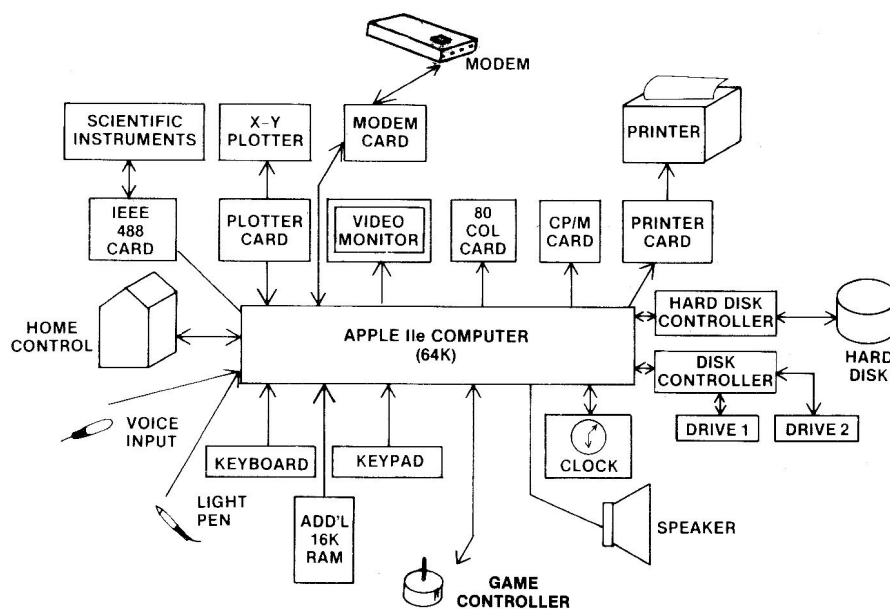 MODEM
SCIENTIFIC
INSTRUMENTS
X-Y
PLOTTER
MODEM
CARD
PRINTER
IEEE
488
CARD
PLOTTER
CARD
VIDEO
MONITOR
80
COL
CARD
CP/M
CARD
PRINTER
CARD
HOME
CONTROL
APPLE IIe COMPUTER
(64K)
HARD DISK
CONTROLLER
HARD
DISK
DISK
CONTROLLER
DRIVE 1
DRIVE 2
VOICE
INPUT
KEYBOARD
KEYPAD
CLOCK
LIGHT
PEN
ADD'L
16K
RAM
SPEAKER
GAME
CONTROLLER